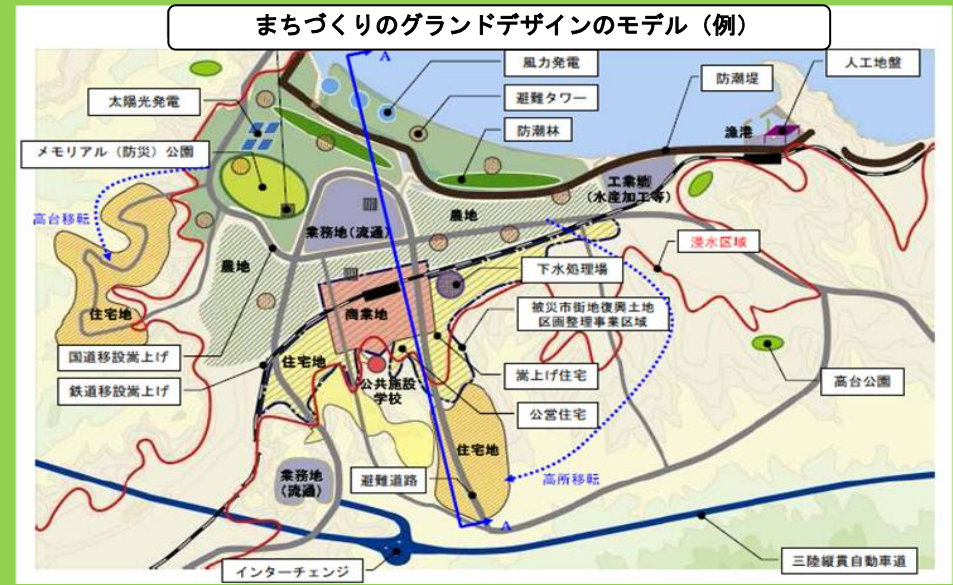 まちづくりのグランドデザインのモデル（例）
A
風力発電
人工地盤
防潮堤
太陽光発電
避難タワー
漁港
防潮林
メモリアル（防災）公園
工業地
（水産加工等）
高台移転
農地
業務地（流通）
浸水区域
農地
下水処理場
住宅地
商業地
被災市街地復興土地
区画整理事業区域
国道移設嵩上げ
住宅地
嵩上げ住宅
高台公園
鉄道移設嵩上げ
公共施設
学校
公営住宅
住宅地
業務地
（流通）
避難道路
高所移転
A
三陸縦貫自動車道
インターチェンジ